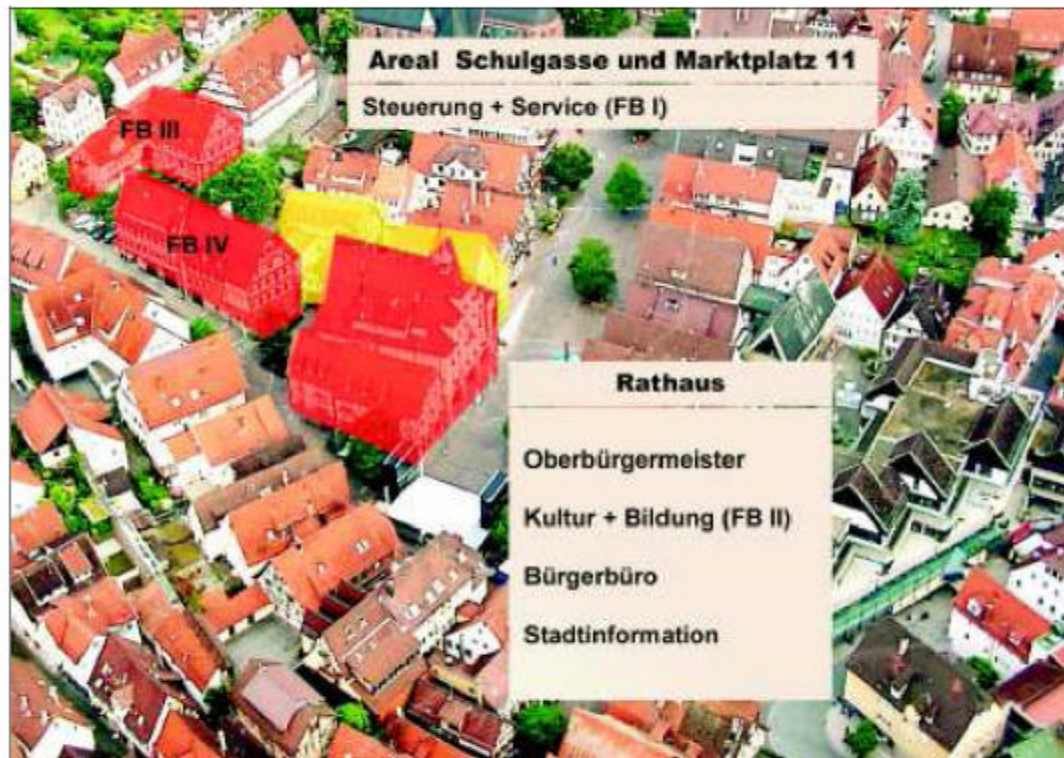 Areal Schulgasse und Marktplatz 11
Steuerung + Service (FB I)
FB III
FB IV
Rathaus
Oberbürgermeister
Kultur + Bildung (FB II)
Bürgerbüro
Stadtinformation